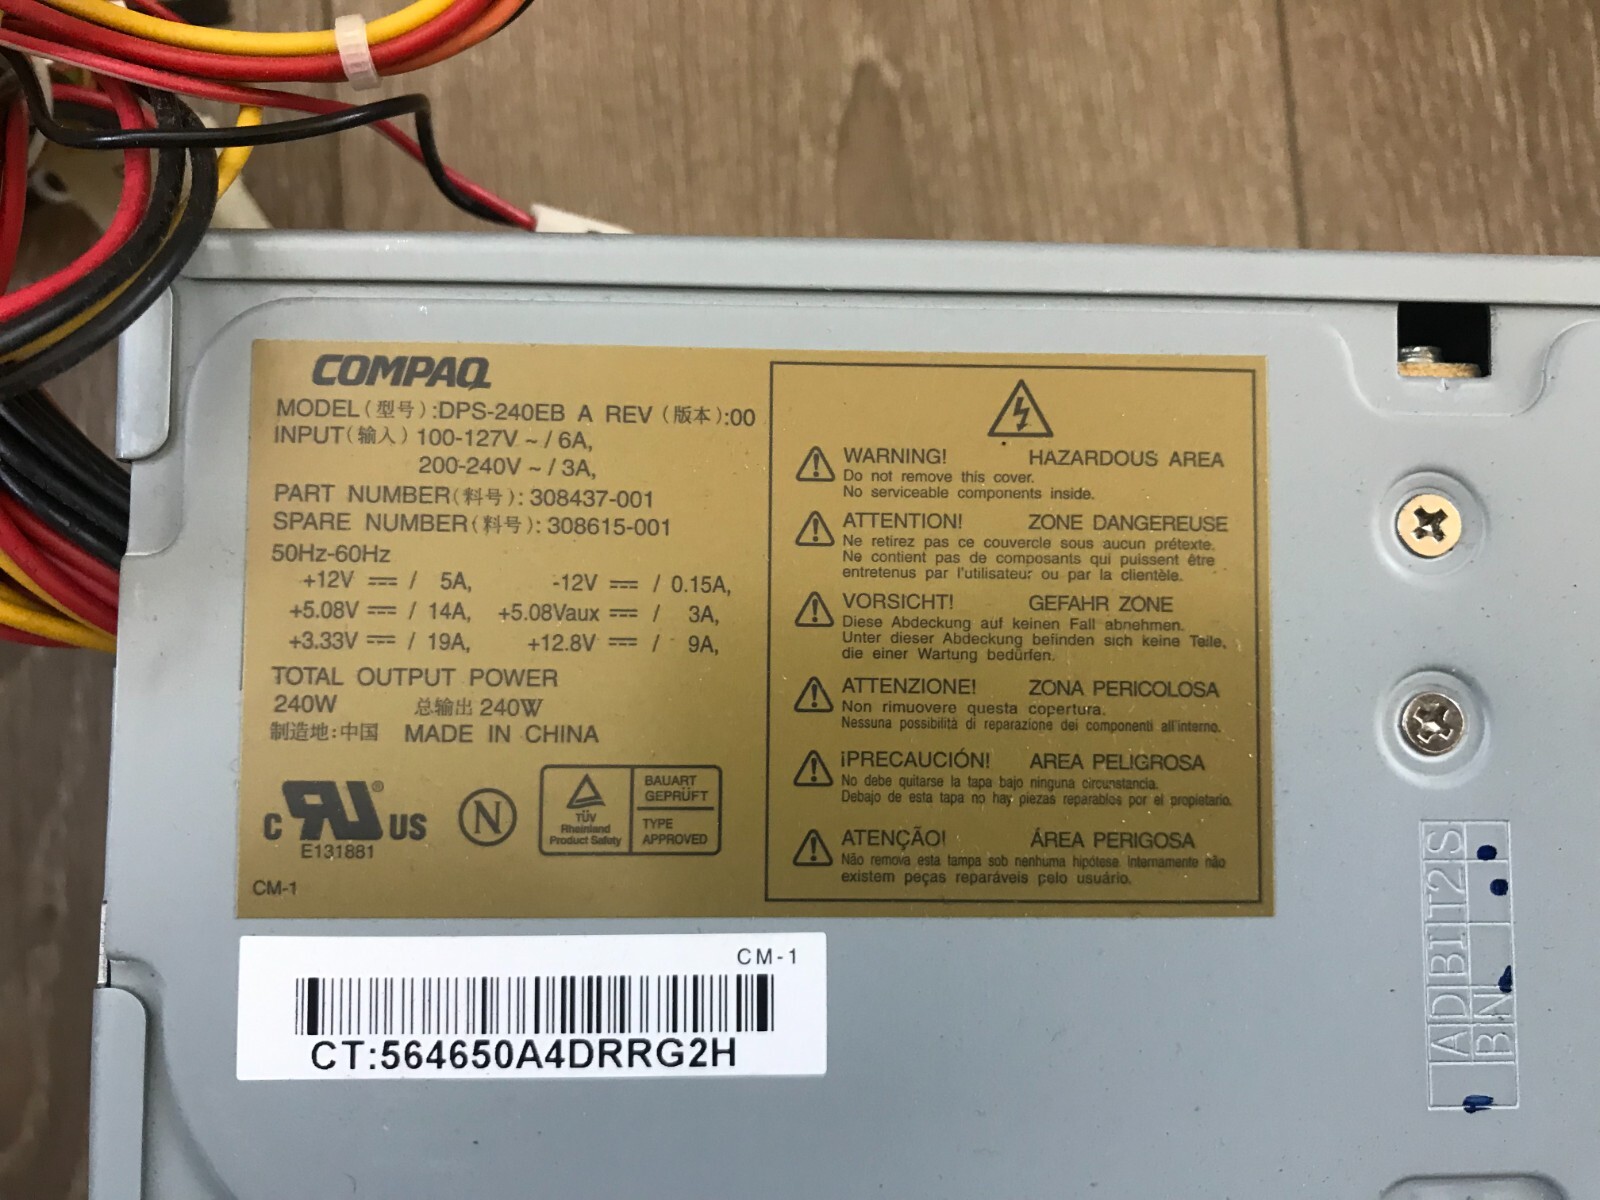 COMPAQ
MODEL(型号):DPS-240EB A REV (版本):00
INPUT(输入) 100-127V ~ / 6A,
200-240V ~ / 3A,
PART NUMBER(料号): 308437-001
SPARE NUMBER(料号): 308615-001
50Hz-60Hz
+12V ⎓ / 5A, -12V ⎓ / 0.15A,
+5.08V ⎓ / 14A, +5.08Vaux ⎓ / 3A,
+3.33V ⎓ / 19A, +12.8V ⎓ / 9A,
TOTAL OUTPUT POWER
240W 总输出 240W
制造地:中国 MADE IN CHINA
C RU ® US
E131881
N
TÜV
Rheinland
Product Safety
BAUART
GEPRÜFT
TYPE
APPROVED
CM-1
WARNING! HAZARDOUS AREA
Do not remove this cover.
No serviceable components inside.
ATTENTION! ZONE DANGEREUSE
Ne retirez pas ce couvercle sous aucun prétexte.
Ne contient pas de composants qui puissent être
entretenus par l'utilisateur ou par la clientèle.
VORSICHT! GEFAHR ZONE
Diese Abdeckung auf keinen Fall abnehmen.
Unter dieser Abdeckung befinden sich keine Teile,
die einer Wartung bedürfen.
ATTENZIONE! ZONA PERICOLOSA
Non rimuovere questa copertura.
Nessuna possibilità di reparazione dei componenti all'interno.
¡PRECAUCIÓN! AREA PELIGROSA
No debe quitarse la tapa bajo ninguna circunstancia.
Debajo de esta tapa no hay piezas reparables por el propietario.
ATENÇÃO! ÁREA PERIGOSA
Não remova esta tampa sob nenhuma hipótese. Internamente não
existem peças reparáveis pelo usuário.
CM-1
CT:564650A4DRRG2H